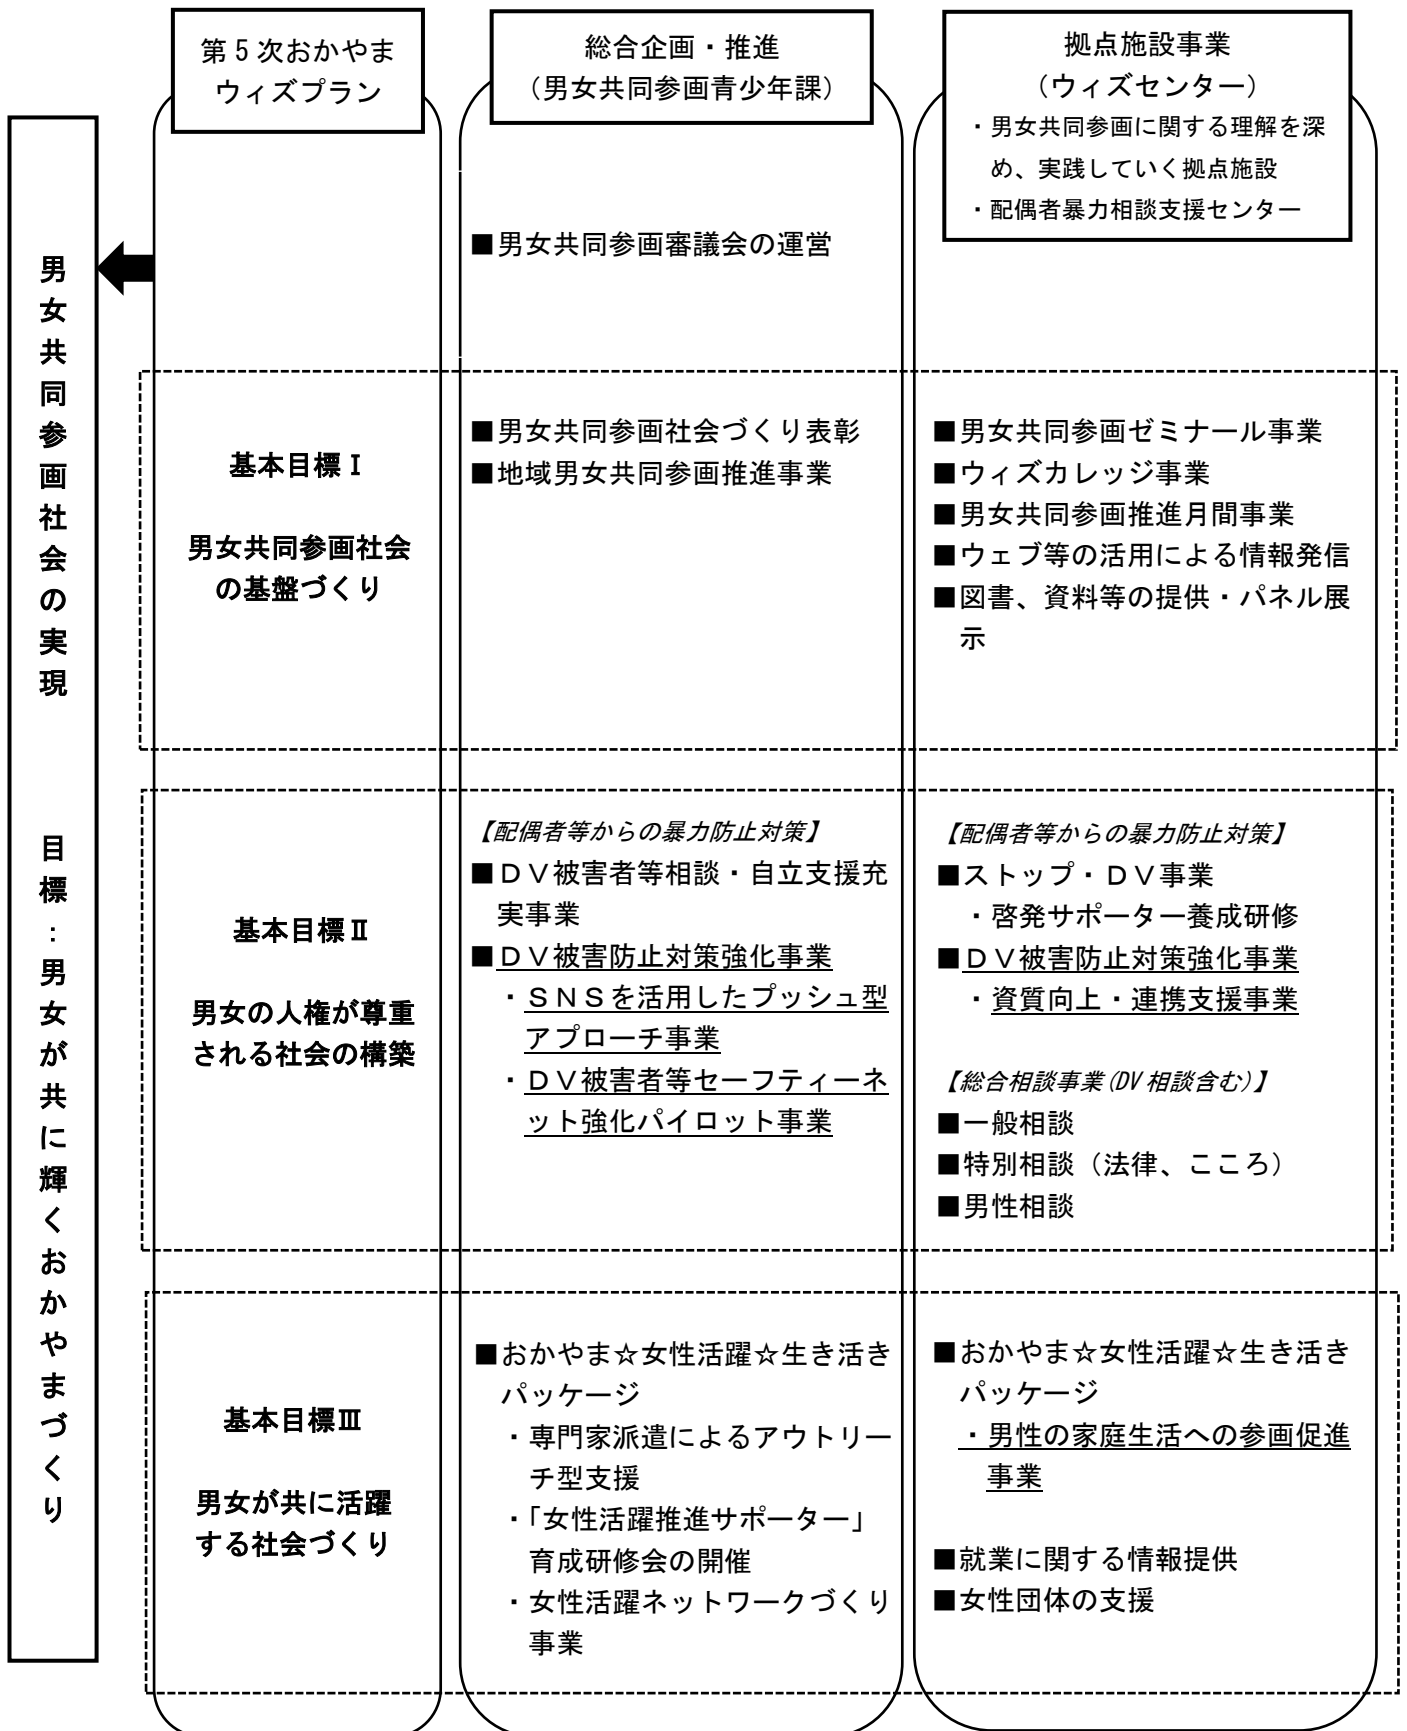 第5次おかやま
ウィズプラン
総合企画・推進
（男女共同参画青少年課）
拠点施設事業
（ウィズセンター）
・男女共同参画に関する理解を深
め、実践していく拠点施設
・配偶者暴力相談支援センター
男女共同参画社会の実現　目標：男女が共に輝くおかやまづくり
■男女共同参画審議会の運営
基本目標Ⅰ
男女共同参画社会
の基盤づくり
■男女共同参画社会づくり表彰
■地域男女共同参画推進事業
■男女共同参画ゼミナール事業
■ウィズカレッジ事業
■男女共同参画推進月間事業
■ウェブ等の活用による情報発信
■図書、資料等の提供・パネル展
示
基本目標Ⅱ
男女の人権が尊重
される社会の構築
【配偶者等からの暴力防止対策】
■ＤＶ被害者等相談・自立支援充
実事業
■ＤＶ被害防止対策強化事業
・ＳＮＳを活用したプッシュ型
アプローチ事業
・ＤＶ被害者等セーフティーネ
ット強化パイロット事業
【配偶者等からの暴力防止対策】
■ストップ・ＤＶ事業
・啓発サポーター養成研修
■ＤＶ被害防止対策強化事業
・資質向上・連携支援事業
【総合相談事業(DV相談含む)】
■一般相談
■特別相談（法律、こころ）
■男性相談
基本目標Ⅲ
男女が共に活躍
する社会づくり
■おかやま☆女性活躍☆生き活き
パッケージ
・専門家派遣によるアウトリー
チ型支援
・「女性活躍推進サポーター」
育成研修会の開催
・女性活躍ネットワークづくり
事業
■おかやま☆女性活躍☆生き活き
パッケージ
・男性の家庭生活への参画促進
事業
■就業に関する情報提供
■女性団体の支援